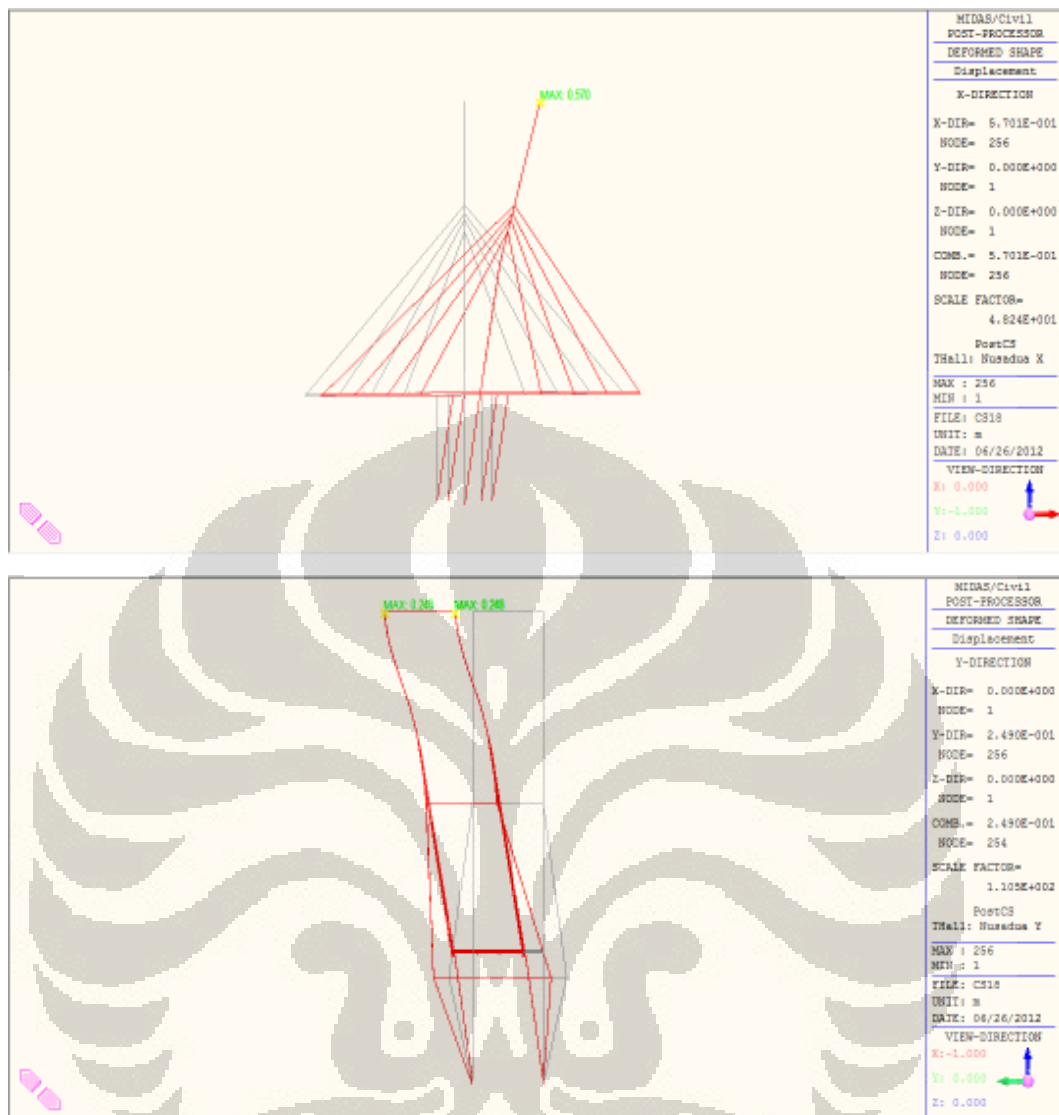 MIDAS/Civil
POST-PROCESSOR
DEFORMED SHAPE
Displacement
X-DIRECTION
X-DIR= 5.701E-001
NODE= 256
Y-DIR= 0.000E+000
NODE= 1
Z-DIR= 0.000E+000
NODE= 1
COMB.= 5.701E-001
NODE= 256
SCALE FACTOR=
4.824E+001
PostCS
THall: Nusadua X
MAX : 256
MIN : 1
FILE: CS18
UNIT: m
DATE: 06/26/2012
VIEW-DIRECTION
X: 0.000
Y:-1.000
Z: 0.000
MAX: 0.570
MIDAS/Civil
POST-PROCESSOR
DEFORMED SHAPE
Displacement
Y-DIRECTION
X-DIR= 0.000E+000
NODE= 1
Y-DIR= 2.490E-001
NODE= 256
Z-DIR= 0.000E+000
NODE= 1
COMB.= 2.490E-001
NODE= 254
SCALE FACTOR=
1.105E+002
PostCS
THall: Nusadua Y
MAX : 256
MIN : 1
FILE: CS18
UNIT: m
DATE: 06/26/2012
VIEW-DIRECTION
X:-1.000
Y: 0.000
Z: 0.000
MAX: 0.248 MAX: 0.248